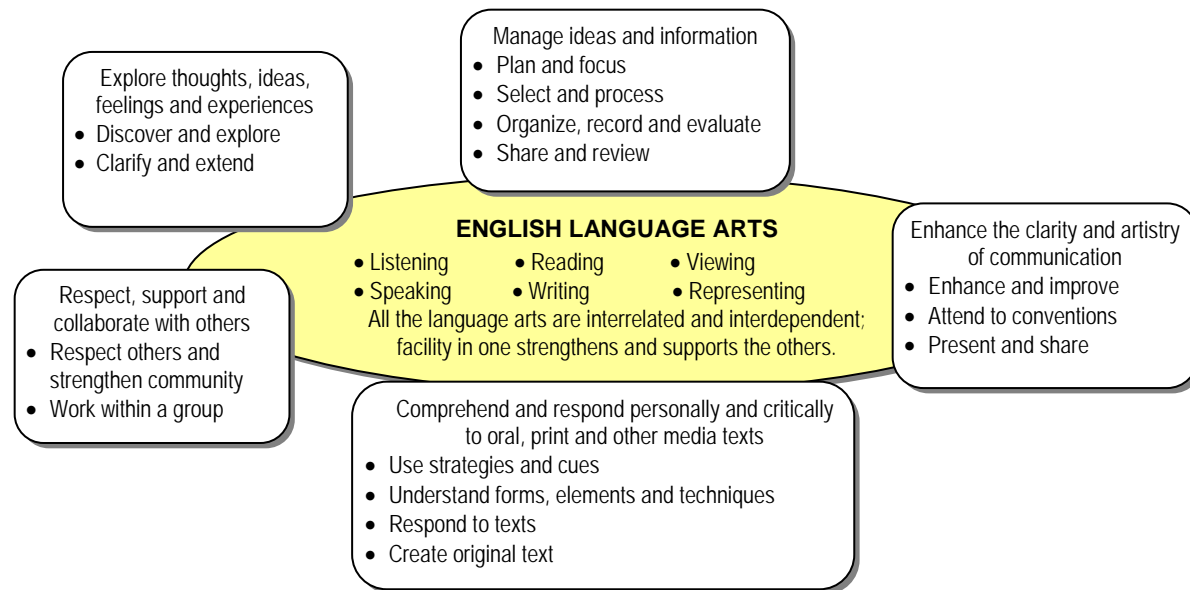 Manage ideas and information
• Plan and focus
• Select and process
• Organize, record and evaluate
• Share and review
Explore thoughts, ideas,
feelings and experiences
• Discover and explore
• Clarify and extend
ENGLISH LANGUAGE ARTS
• Listening • Reading • Viewing
• Speaking • Writing • Representing
All the language arts are interrelated and interdependent;
facility in one strengthens and supports the others.
Enhance the clarity and artistry
of communication
• Enhance and improve
• Attend to conventions
• Present and share
Respect, support and
collaborate with others
• Respect others and
strengthen community
• Work within a group
Comprehend and respond personally and critically
to oral, print and other media texts
• Use strategies and cues
• Understand forms, elements and techniques
• Respond to texts
• Create original text